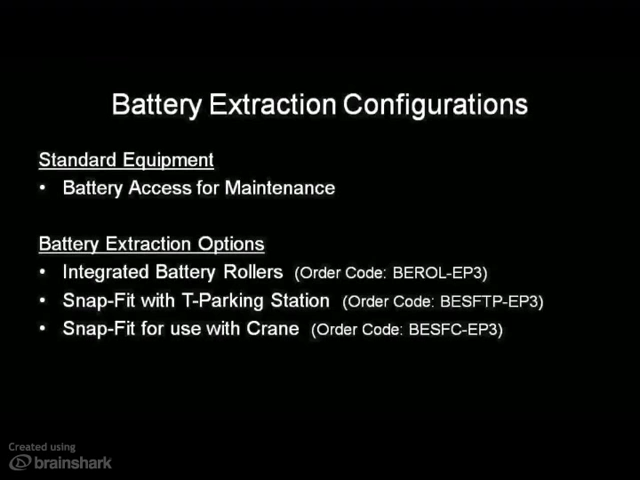 Battery Extraction Configurations
Standard Equipment
• Battery Access for Maintenance
Battery Extraction Options
• Integrated Battery Rollers (Order Code: BEROL-EP3)
• Snap-Fit with T-Parking Station (Order Code: BESFTP-EP3)
• Snap-Fit for use with Crane (Order Code: BESFC-EP3)
Created using
brainshark